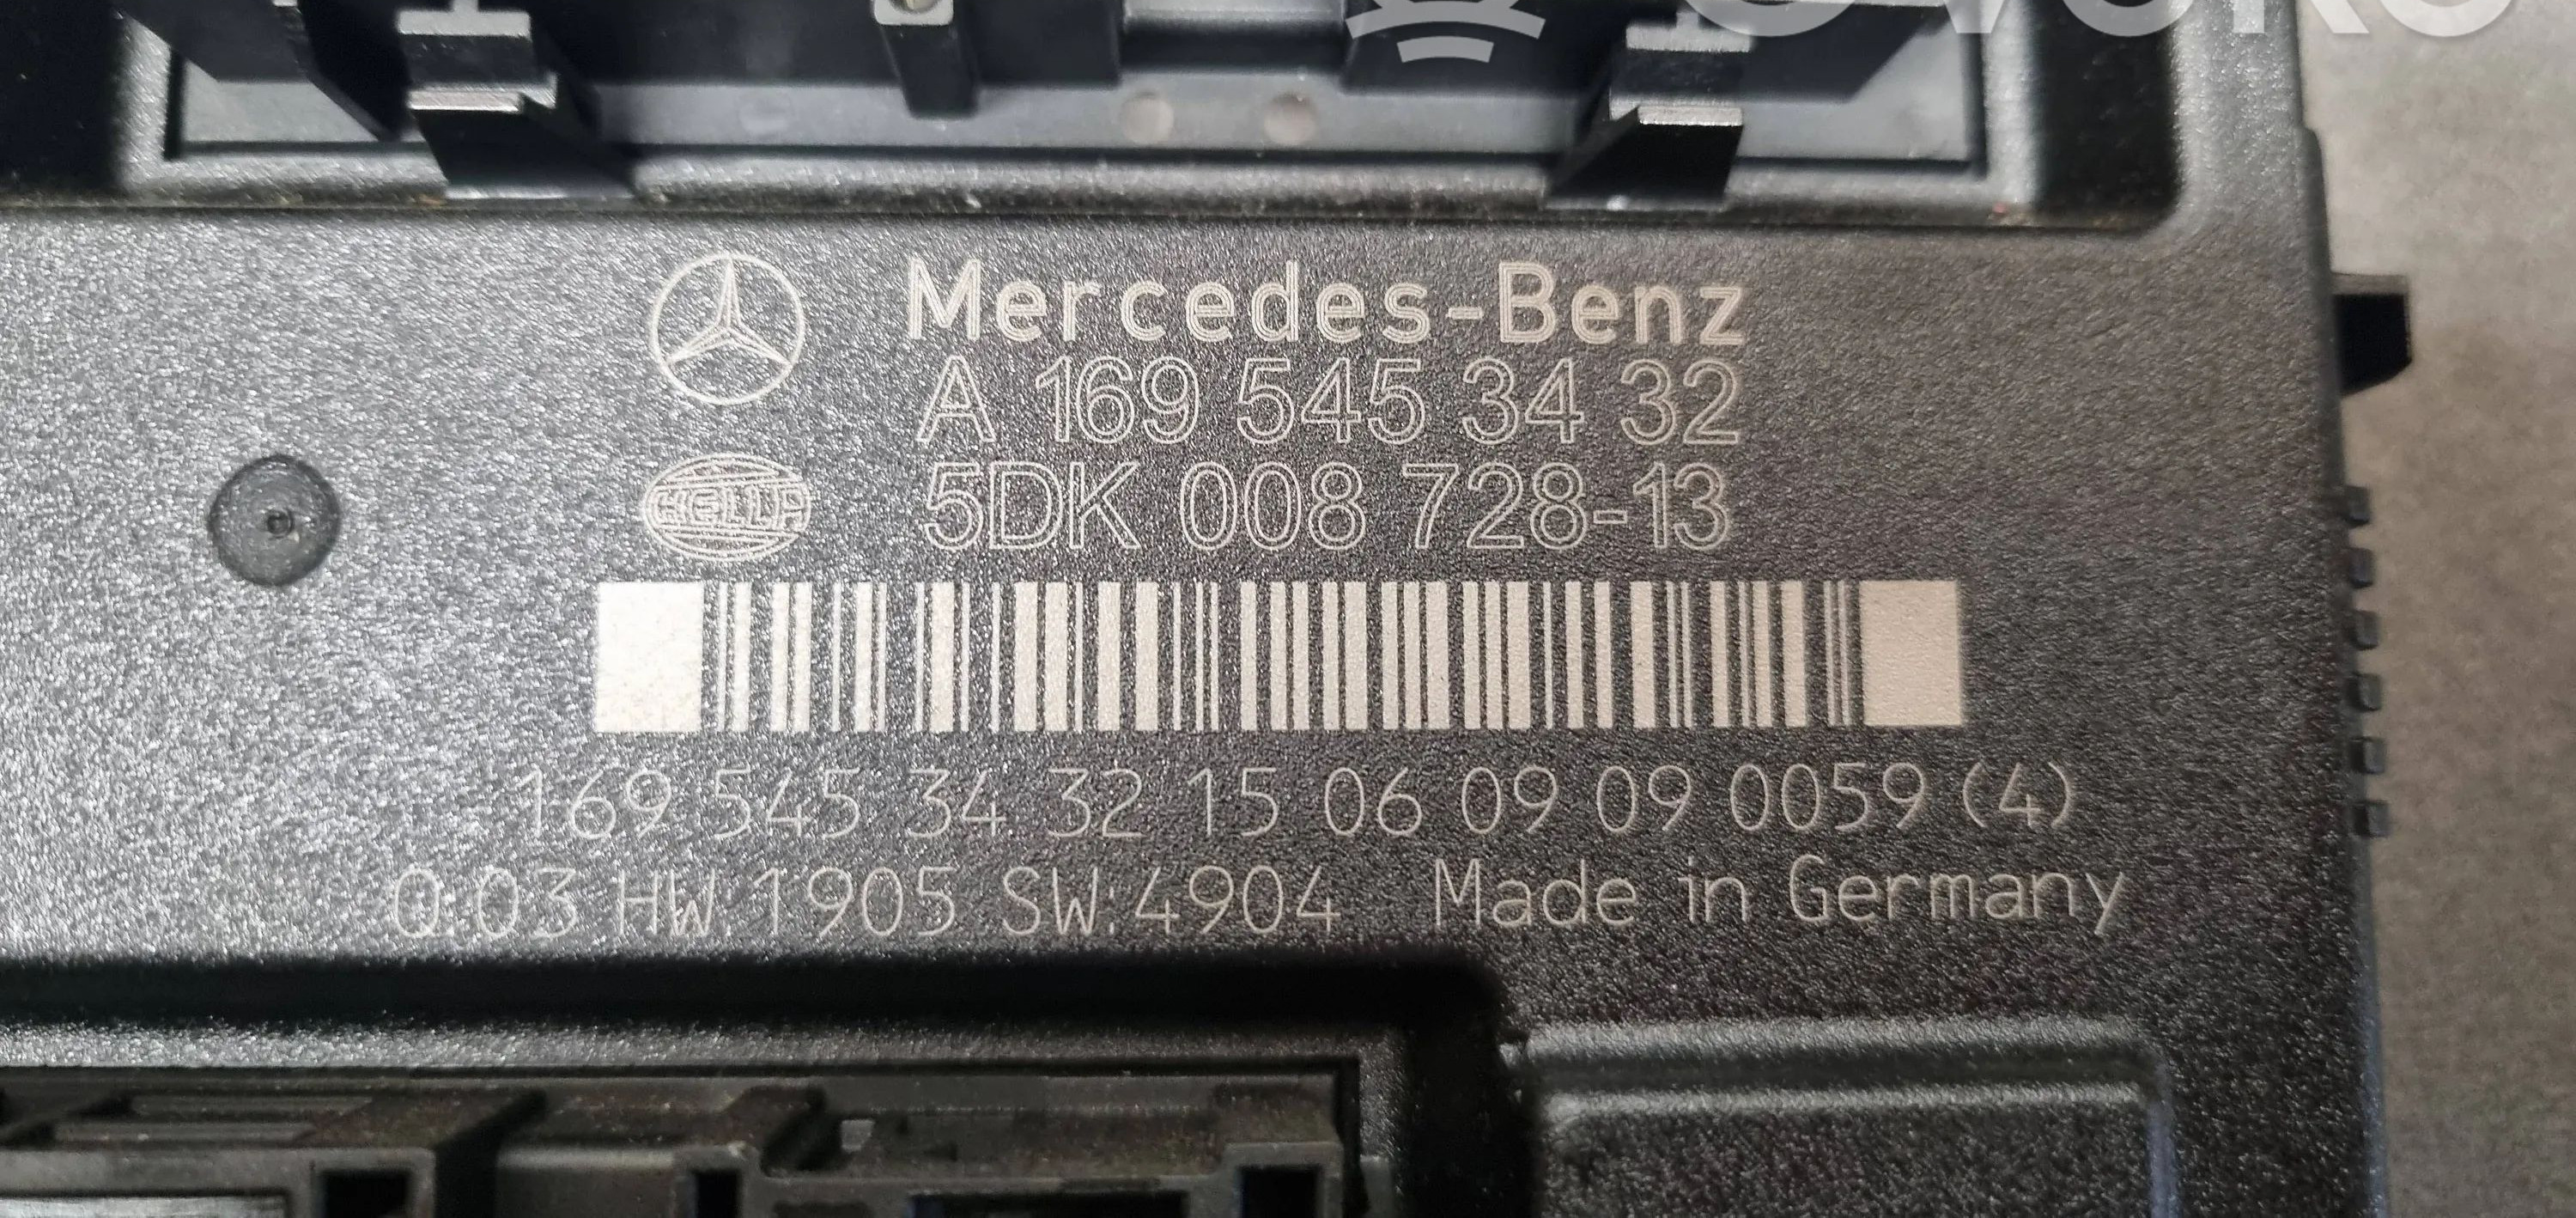 Mercedes-Benz
A 169 545 34 32
HELLA
5DK 008 728-13
169 545 34 32 15 06 09 09 0059 (4)
Q:03 HW.1905 SW:4904 Made in Germany